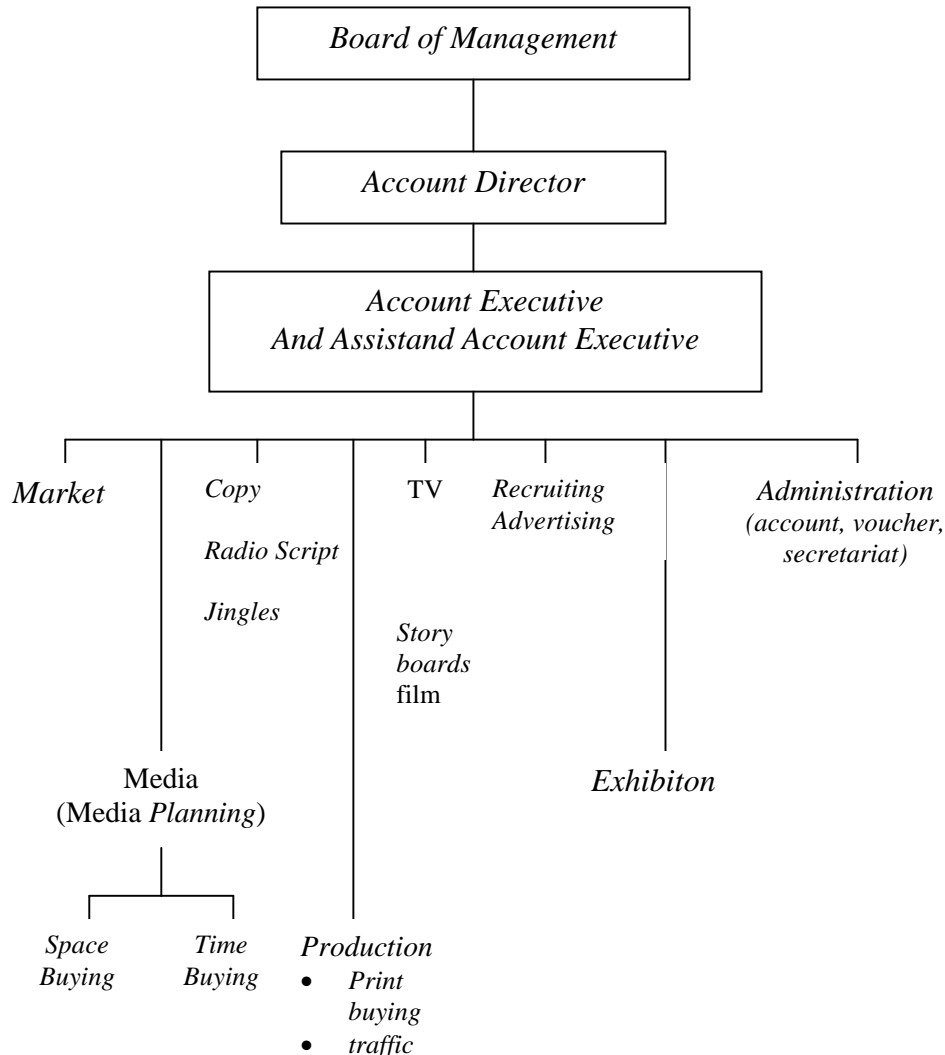 Board of Management
Account Director
Account Executive
And Assistand Account Executive
Market
Copy
Radio Script
Jingles
TV
Story
boards
film
Recruiting
Advertising
Administration
(account, voucher,
secretariat)
Media
(Media Planning)
Exhibiton
Space
Buying
Time
Buying
Production
• Print
buying
• traffic